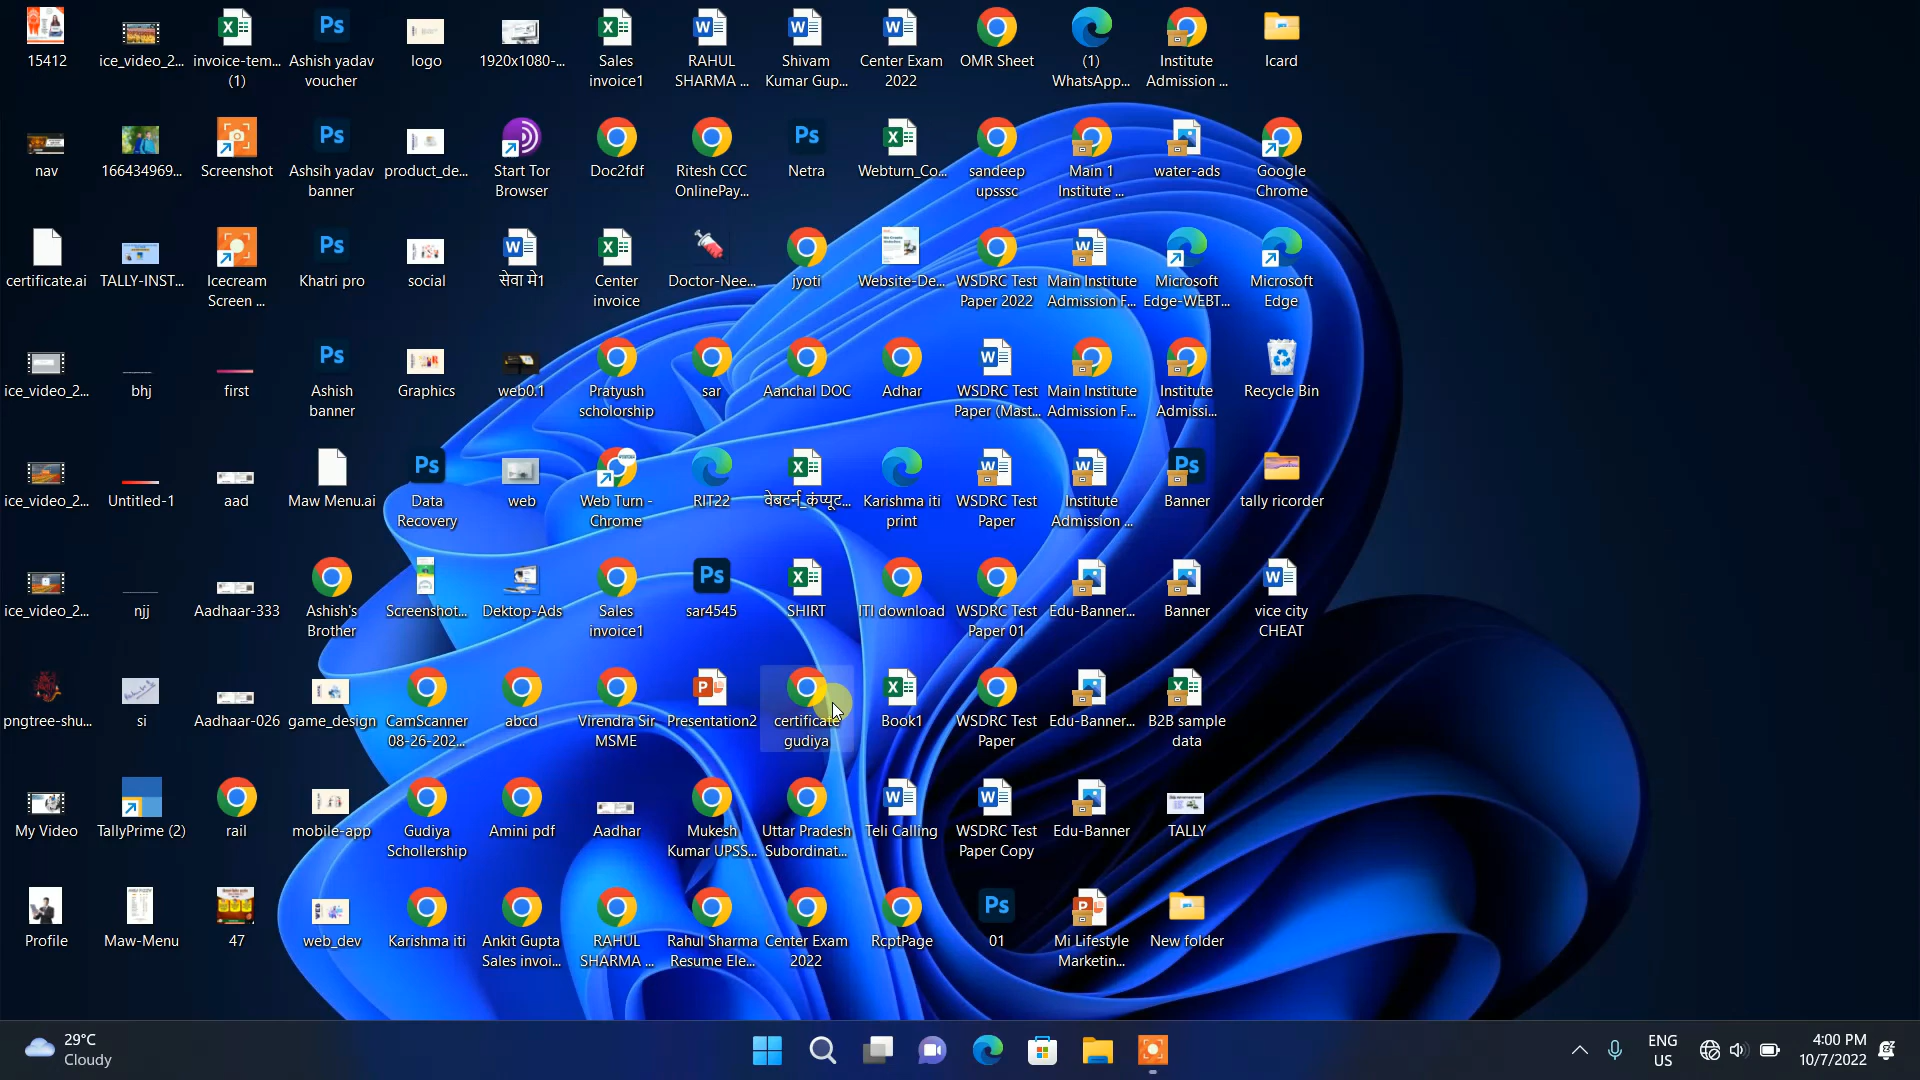 15412
ice_video_2...
invoice-tem...
(1)
Ashish yadav
voucher
logo
1920x1080-...
Sales
invoice1
RAHUL
SHARMA ...
Shivam
Kumar Gup...
Center Exam
2022
OMR Sheet
(1)
WhatsApp...
Institute
Admission ...
Icard
nav
166434969...
Screenshot
Ashsih yadav
banner
product_de...
Start Tor
Browser
Doc2fdf
Ritesh CCC
OnlinePay...
Netra
Webturn_Co...
sandeep
upsssc
Main 1
Institute ...
water-ads
Google
Chrome
certificate.ai
TALLY-INST...
Icecream
Screen ...
Khatri pro
social
सेवा मे1
Center
invoice
Doctor-Nee...
jyoti
Website-De...
WSDRC Test
Paper 2022
Main Institute
Admission F...
Microsoft
Edge-WEBT...
Microsoft
Edge
ice_video_2...
bhj
first
Ashish
banner
Graphics
web0.1
Pratyush
scholorship
sar
Aanchal DOC
Adhar
WSDRC Test
Paper (Mast...
Main Institute
Admission F...
Institute
Admissi...
Recycle Bin
ice_video_2...
Untitled-1
aad
Maw Menu.ai
Data
Recovery
web
Web Turn -
Chrome
RIT22
वेबटर्न_कंप्यूट...
Karishma iti
print
WSDRC Test
Paper
Institute
Admission ...
Banner
tally ricorder
ice_video_2...
njj
Aadhaar-333
Ashish's
Brother
Screenshot...
Dektop-Ads
Sales
invoice1
sar4545
SHIRT
ITI download
WSDRC Test
Paper 01
Edu-Banner...
Banner
vice city
CHEAT
pngtree-shu...
si
Aadhaar-026
game_design
CamScanner
08-26-202...
abcd
Virendra Sir
MSME
Presentation2
certificate
gudiya
Book1
WSDRC Test
Paper
Edu-Banner...
B2B sample
data
My Video
TallyPrime (2)
rail
mobile-app
Gudiya
Schollership
Amini pdf
Aadhar
Mukesh
Kumar UPSS...
Uttar Pradesh
Subordinat...
Teli Calling
WSDRC Test
Paper Copy
Edu-Banner
TALLY
Profile
Maw-Menu
47
web_dev
Karishma iti
Ankit Gupta
Sales invoi...
RAHUL
SHARMA ...
Rahul Sharma
Resume Ele...
Center Exam
2022
RcptPage
01
Mi Lifestyle
Marketin...
New folder
29°C
Cloudy
ENG
US
4:00 PM
10/7/2022